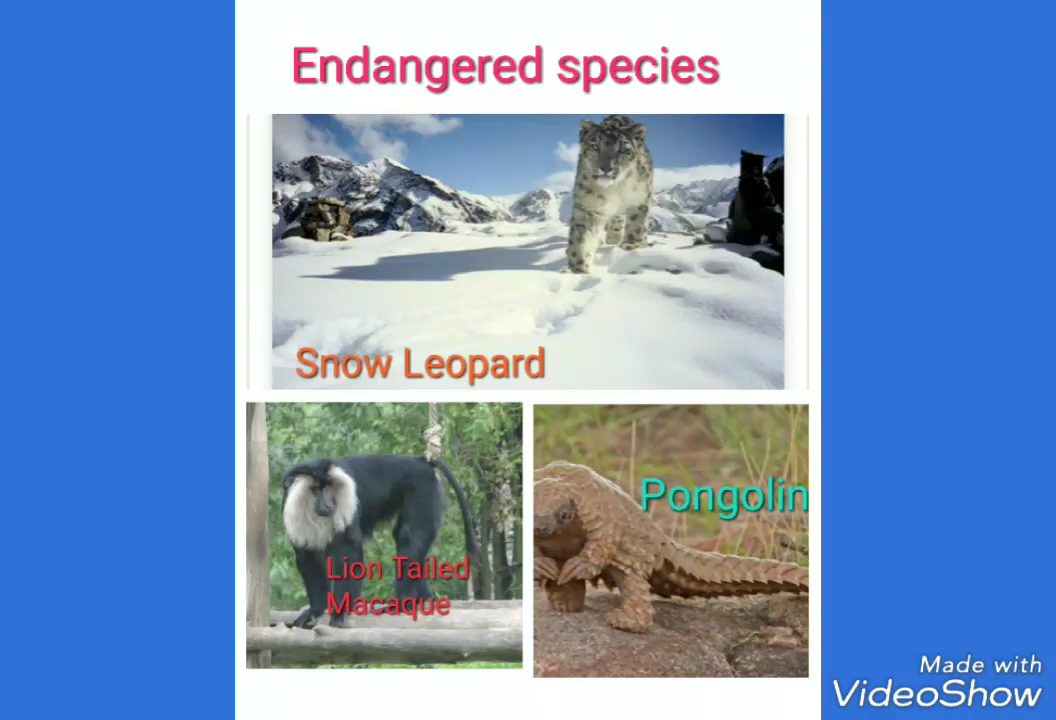 Endangered species
Snow Leopard
Pongolin
Lion Tailed
Macaque
Made with
VideoShow